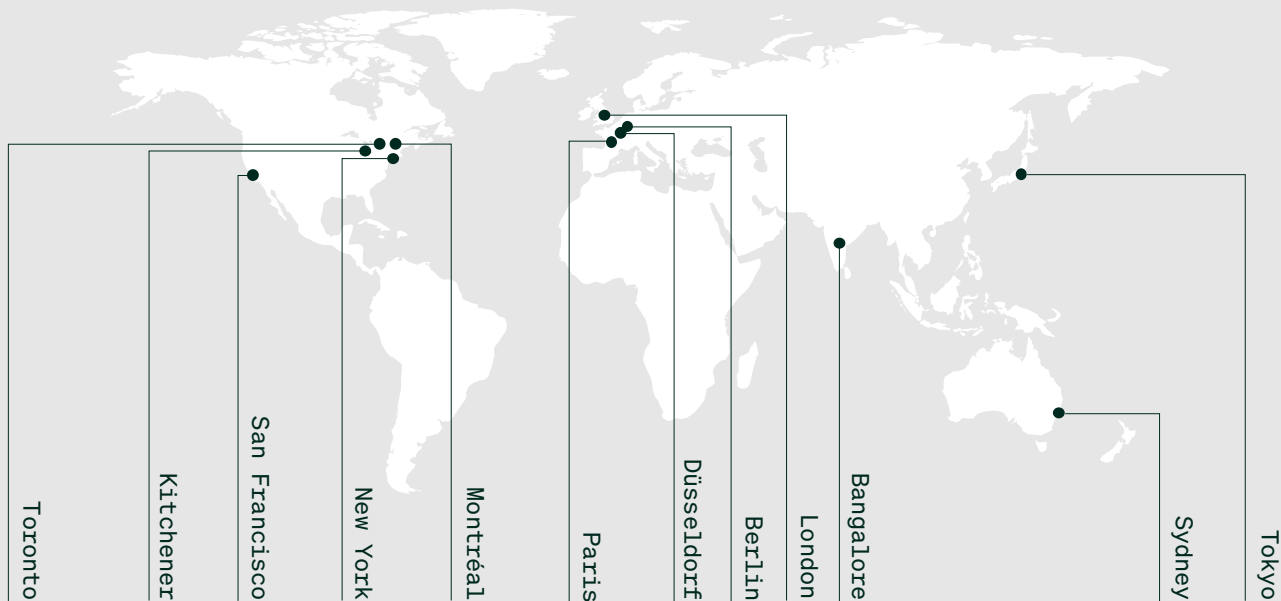 Toronto
Kitchener
San Francisco
New York
Montréal
Paris
Düsseldorf
Berlin
London
Bangalore
Sydney
Tokyo